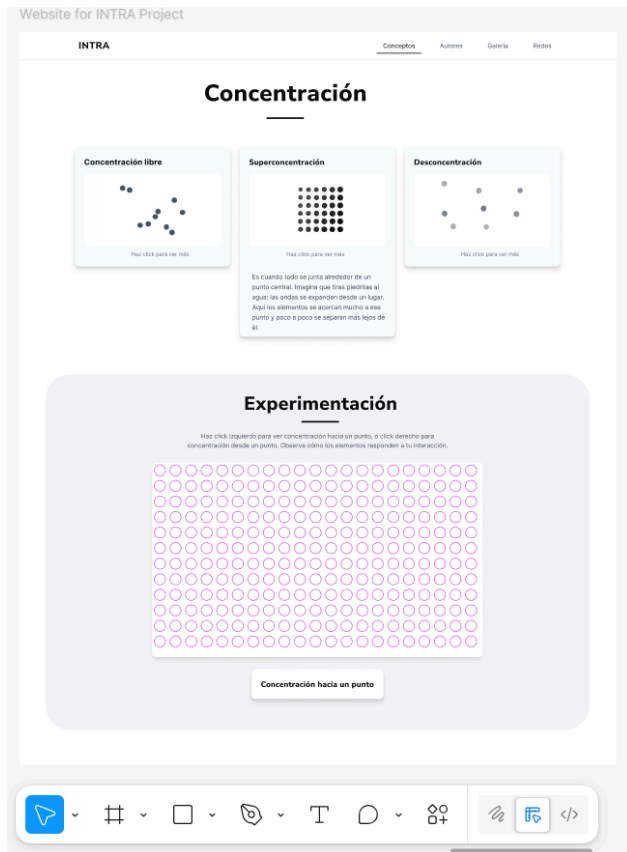 Website for INTRA Project
INTRA
Conceptos Autores Galería Redes
Concentración
Concentración libre
Haz click para ver más
Superconcentración
Haz click para ver más
Es cuando todo se junta alrededor de un
punto central. Imagina que tiras piedritas al
agua: las ondas se expanden desde un lugar.
Aquí los elementos se acercan mucho a ese
punto y poco a poco se separan más lejos de
él.
Desconcentración
Haz click para ver más
Experimentación
Haz click izquierdo para ver concentración hacia un punto, o click derecho para
concentración desde un punto. Observa cómo los elementos responden a tu interacción.
Concentración hacia un punto